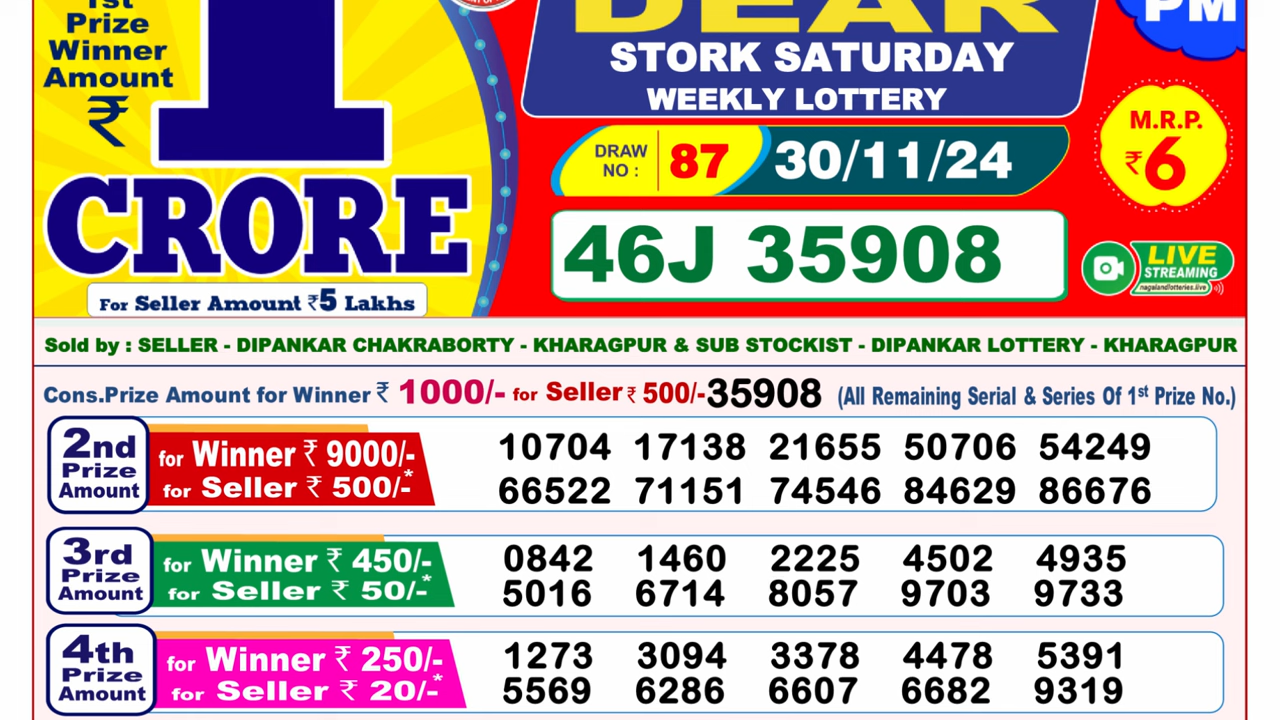 1st
Prize
Winner
Amount
₹
1
CRORE
For Seller Amount ₹5 Lakhs
DEAR
STORK SATURDAY
WEEKLY LOTTERY
PM
DRAW NO : 87 30/11/24
M.R.P.
₹6
46J 35908
LIVE
STREAMING
nagalandlotteries.live
Sold by : SELLER - DIPANKAR CHAKRABORTY - KHARAGPUR & SUB STOCKIST - DIPANKAR LOTTERY - KHARAGPUR
Cons.Prize Amount for Winner ₹ 1000/- for Seller ₹ 500/-35908 (All Remaining Serial & Series Of 1st Prize No.)
2nd Prize Amount
for Winner ₹ 9000/- 10704 17138 21655 50706 54249
for Seller ₹ 500/-* 66522 71151 74546 84629 86676
3rd Prize Amount
for Winner ₹ 450/- 0842 1460 2225 4502 4935
for Seller ₹ 50/-* 5016 6714 8057 9703 9733
4th Prize Amount
for Winner ₹ 250/- 1273 3094 3378 4478 5391
for Seller ₹ 20/-* 5569 6286 6607 6682 9319